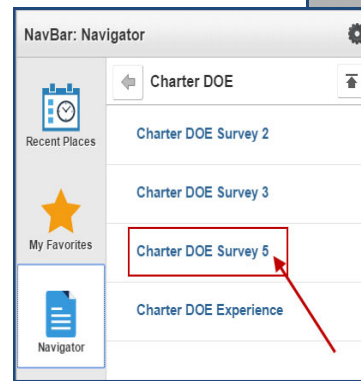 NavBar: Navigator
Charter DOE
Recent Places
Charter DOE Survey 2
Charter DOE Survey 3
My Favorites
Charter DOE Survey 5
Charter DOE Experience
Navigator